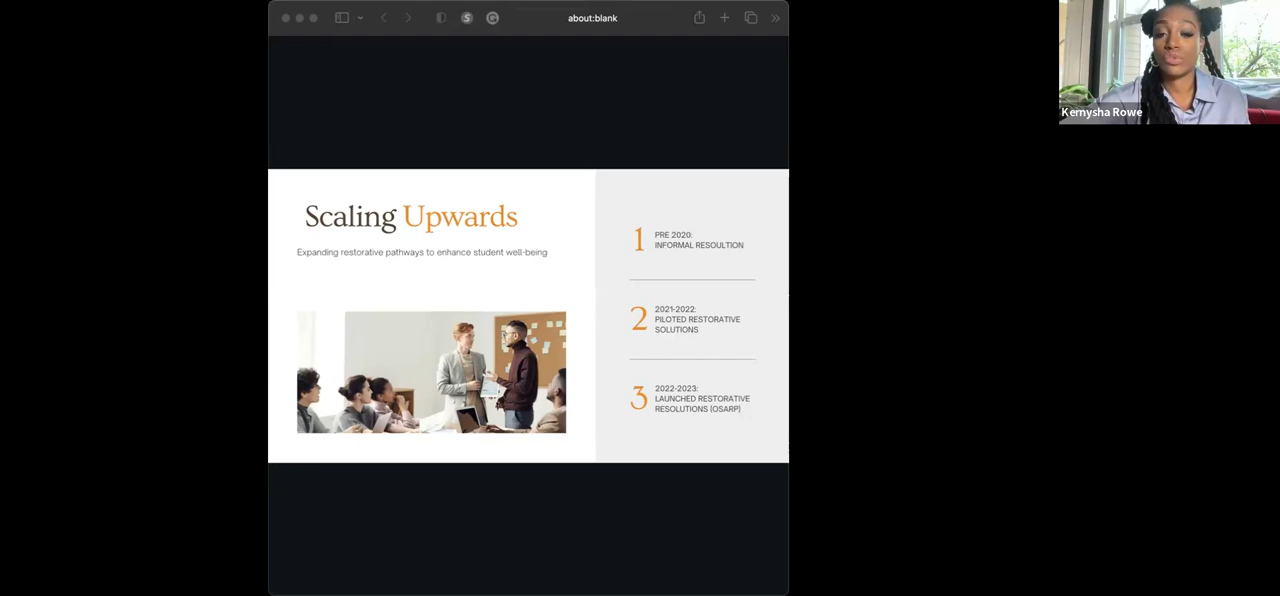 about:blank
Kernysha Rowe
Scaling Upwards
Expanding restorative pathways to enhance student well-being
1
PRE 2020:
INFORMAL RESOULTION
2
2021-2022:
PILOTED RESTORATIVE
SOLUTIONS
3
2022-2023:
LAUNCHED RESTORATIVE
RESOLUTIONS (OSARP)